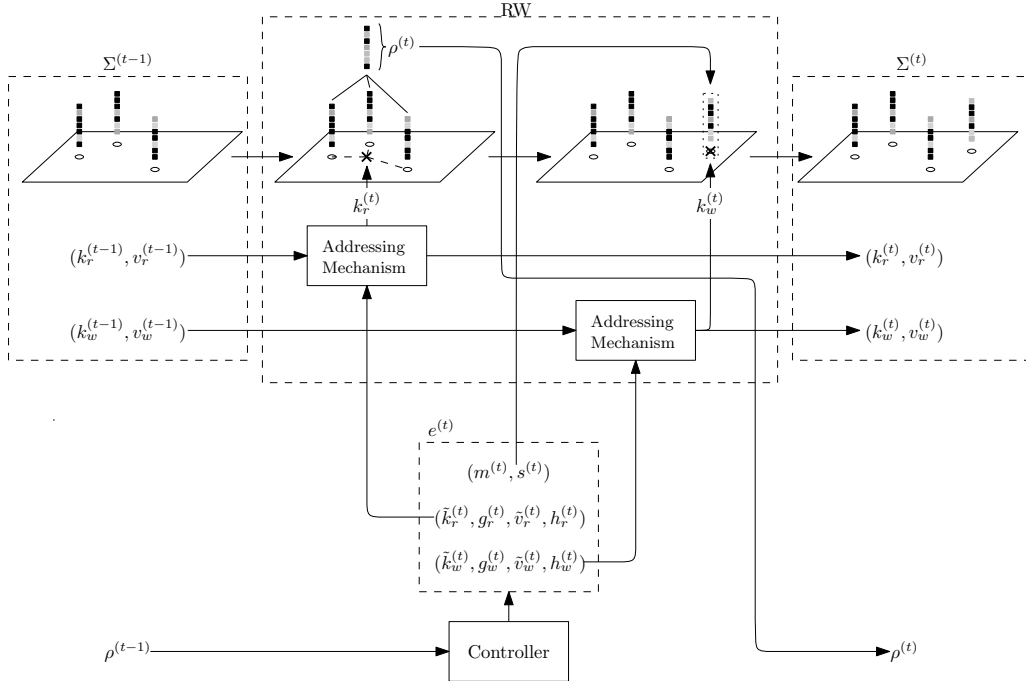 RW
Σ^{(t-1)}
ρ^{(t)}
Σ^{(t)}
k_r^{(t)}
k_w^{(t)}
(k_r^{(t-1)}, v_r^{(t-1)})
Addressing
Mechanism
(k_r^{(t)}, v_r^{(t)})
(k_w^{(t-1)}, v_w^{(t-1)})
Addressing
Mechanism
(k_w^{(t)}, v_w^{(t)})
e^{(t)}
(m^{(t)}, s^{(t)})
(k̃_r^{(t)}, g_r^{(t)}, ṽ_r^{(t)}, h_r^{(t)})
(k̃_w^{(t)}, g_w^{(t)}, ṽ_w^{(t)}, h_w^{(t)})
ρ^{(t-1)}
Controller
ρ^{(t)}